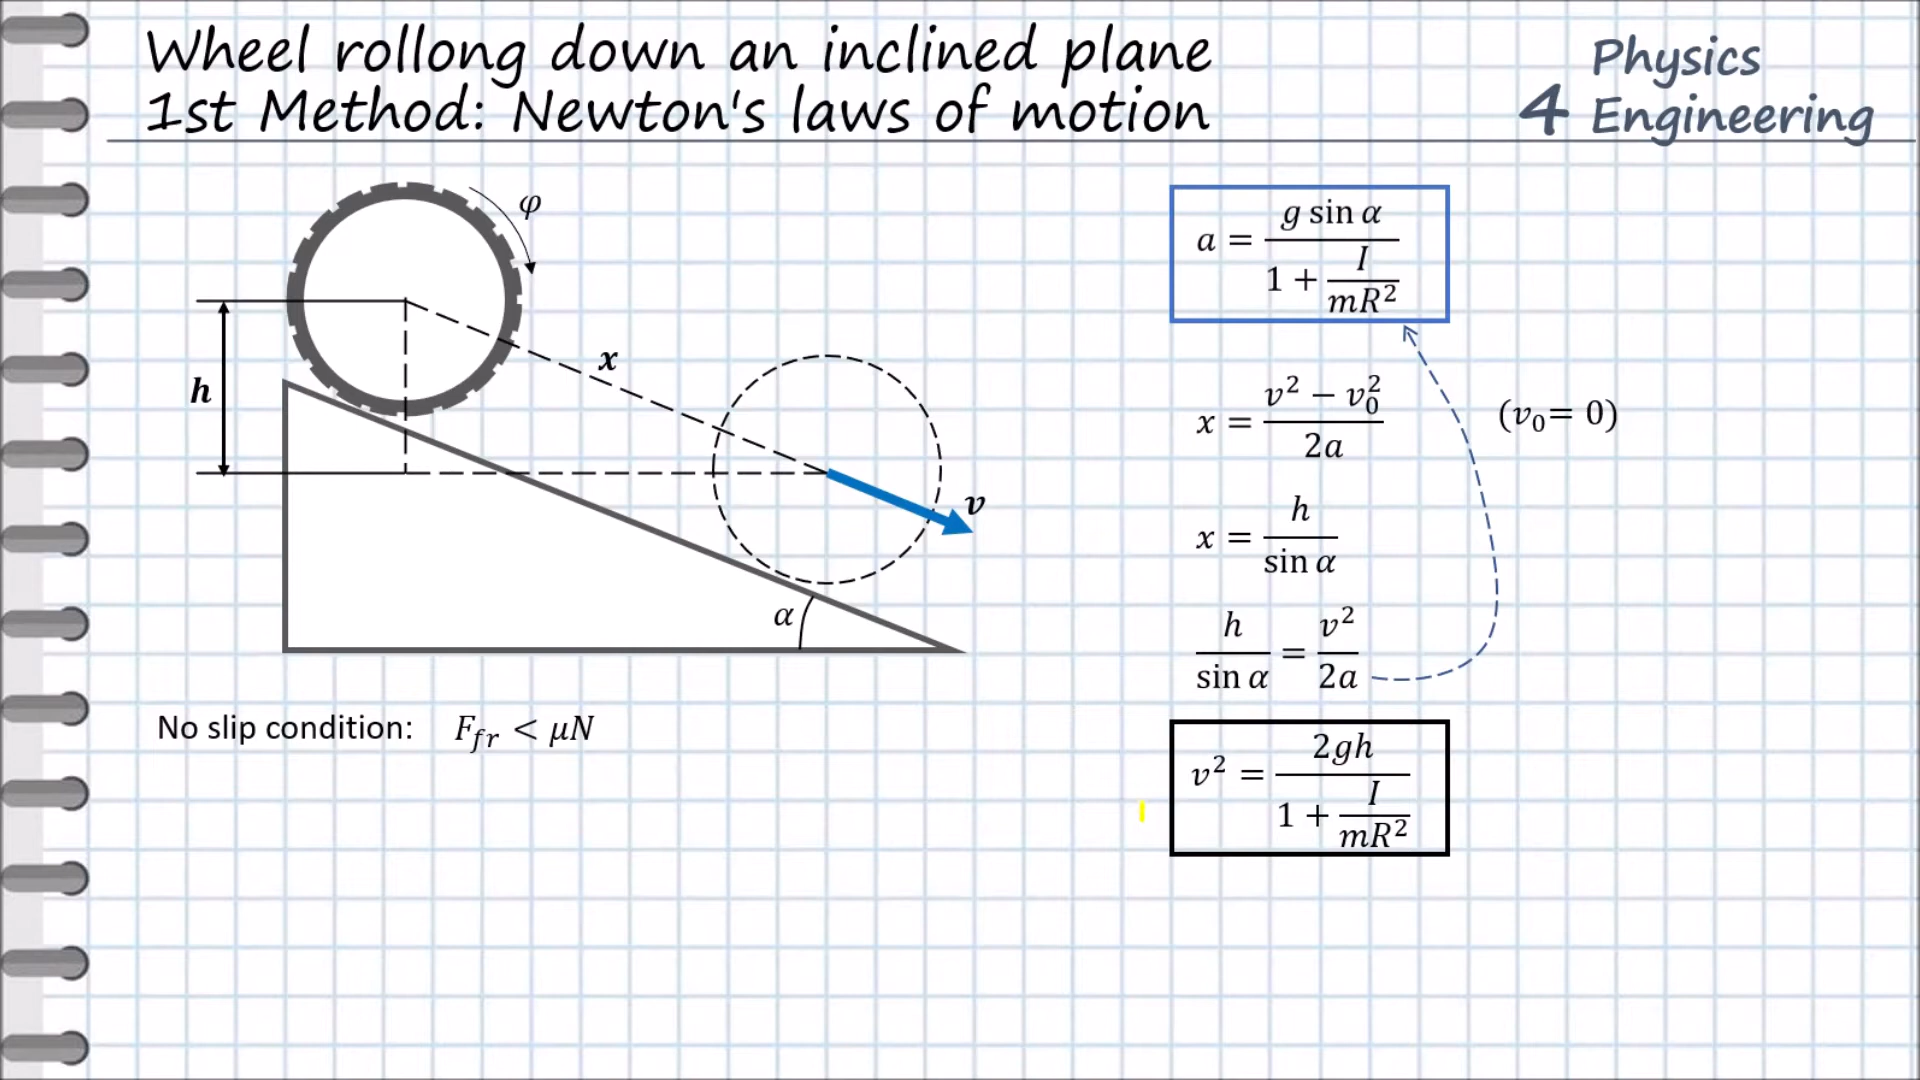 Wheel rollong down an inclined plane
1st Method: Newton's laws of motion
Physics
4 Engineering
φ
x
h
v
α
No slip condition: F_fr < μN
a = g sin α / (1 + I/(mR²))
x = (v² − v₀²) / 2a
(v₀= 0)
x = h / sin α
h / sin α = v² / 2a
v² = 2gh / (1 + I/(mR²))